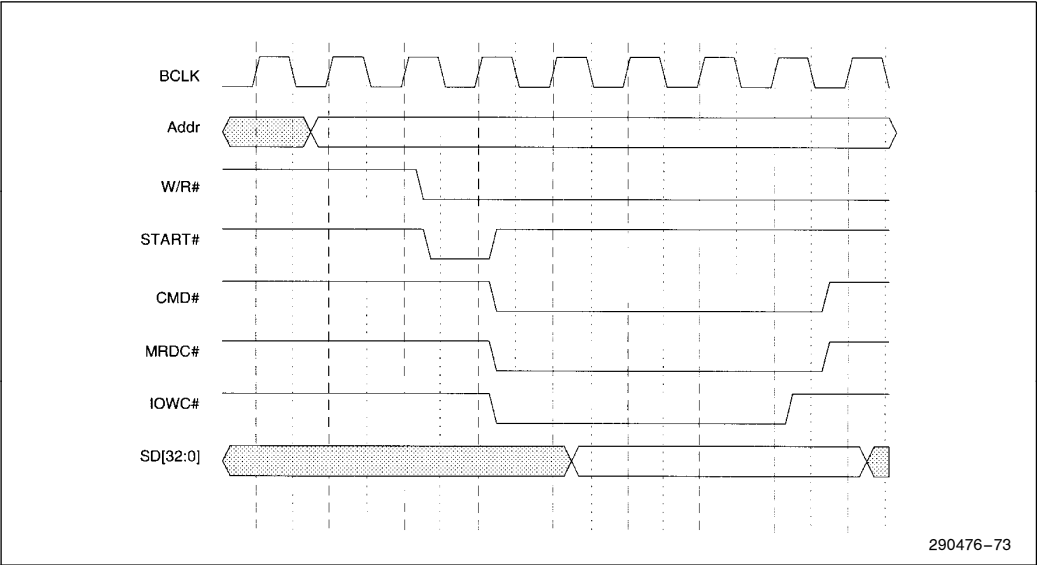 BCLK
Addr
W/R#
START#
CMD#
MRDC#
IOWC#
SD[32:0]
290476-73